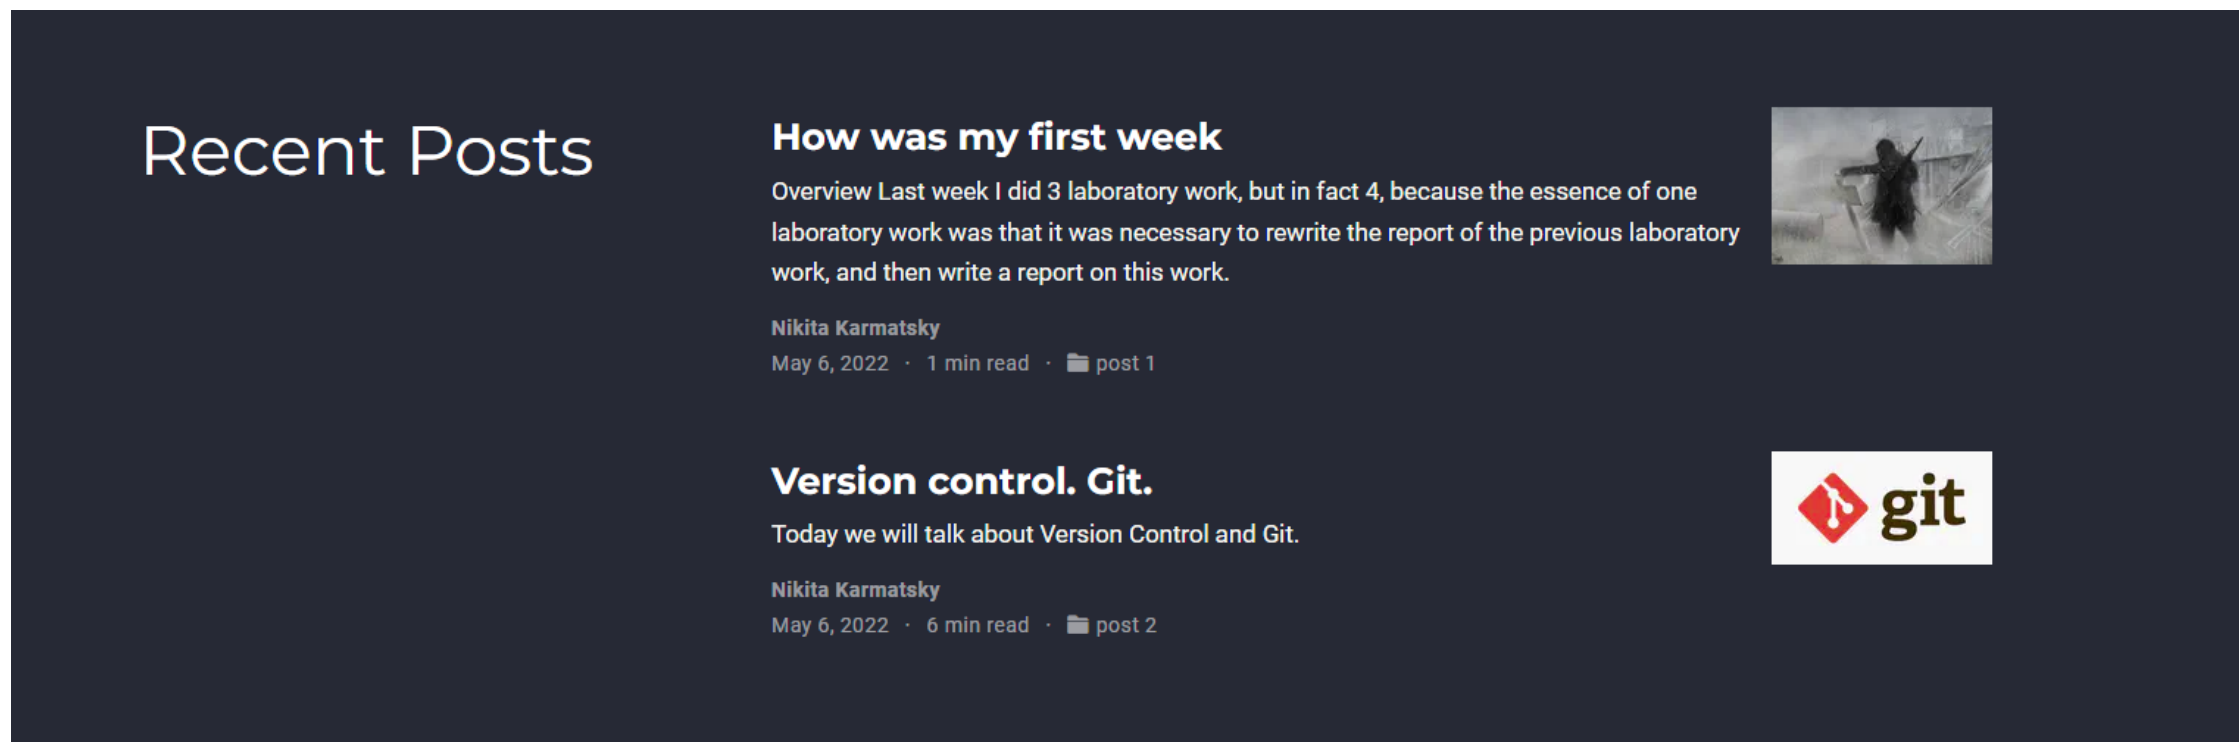 Recent Posts
How was my first week
Overview Last week I did 3 laboratory work, but in fact 4, because the essence of one
laboratory work was that it was necessary to rewrite the report of the previous laboratory
work, and then write a report on this work.
Nikita Karmatsky
May 6, 2022 · 1 min read · post 1
Version control. Git.
git
Today we will talk about Version Control and Git.
Nikita Karmatsky
May 6, 2022 · 6 min read · post 2